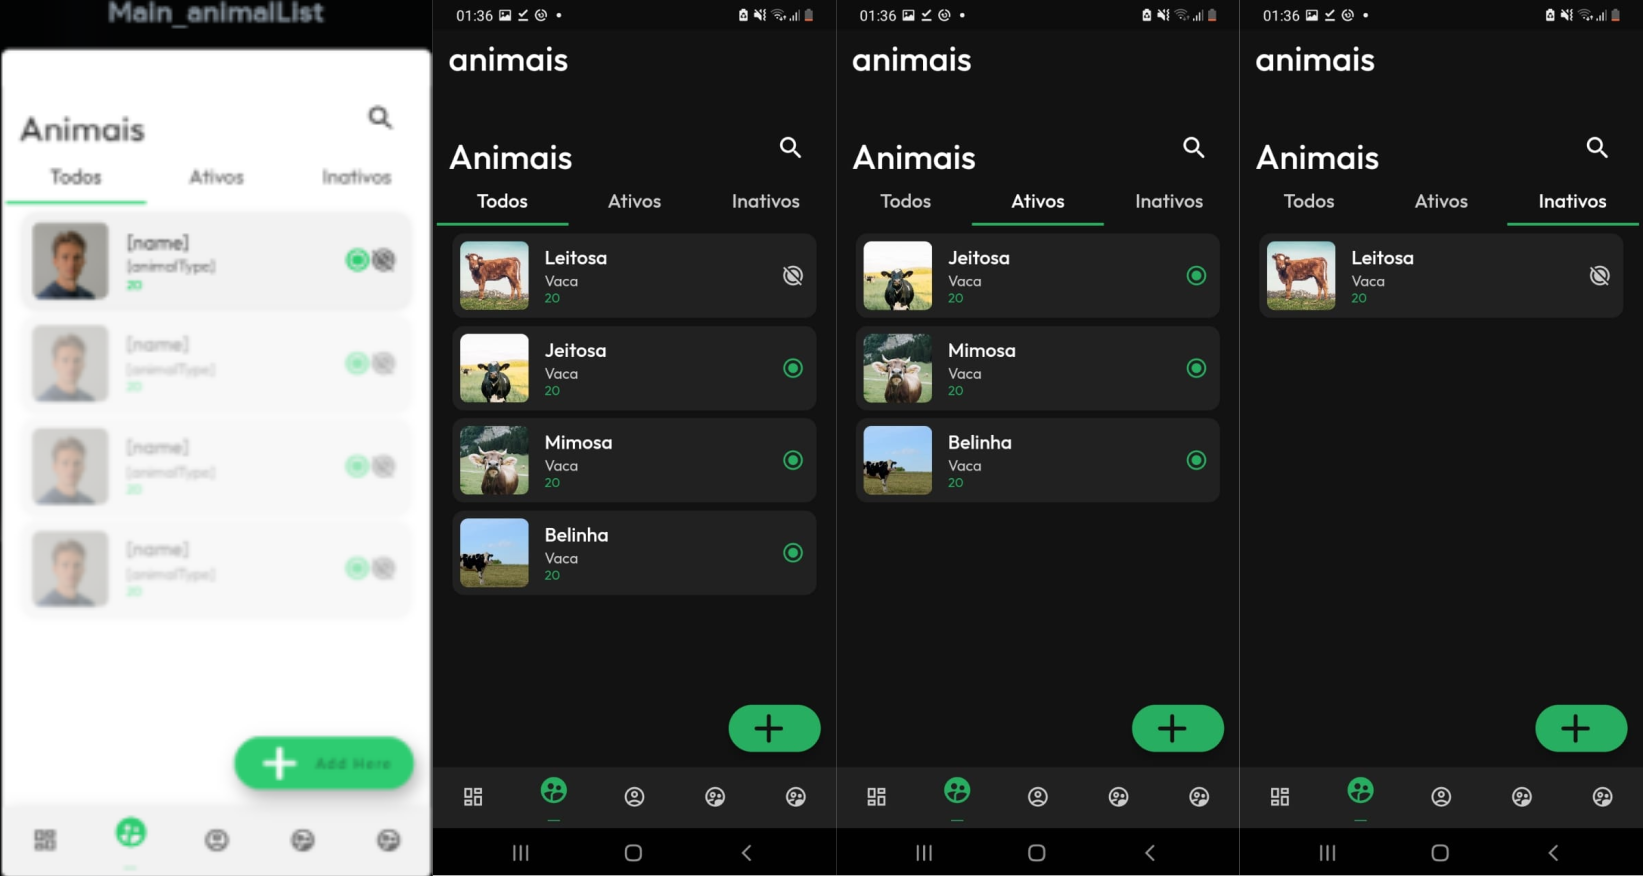 Main_animalList
Animais
Todos Ativos Inativos
[name]
[animalType]
20
[name]
[animalType]
20
[name]
[animalType]
20
[name]
[animalType]
20
Add Here
01:36
animais
Animais
Todos Ativos Inativos
Leitosa
Vaca
20
Jeitosa
Vaca
20
Mimosa
Vaca
20
Belinha
Vaca
20
01:36
animais
Animais
Todos Ativos Inativos
Jeitosa
Vaca
20
Mimosa
Vaca
20
Belinha
Vaca
20
01:36
animais
Animais
Todos Ativos Inativos
Leitosa
Vaca
20